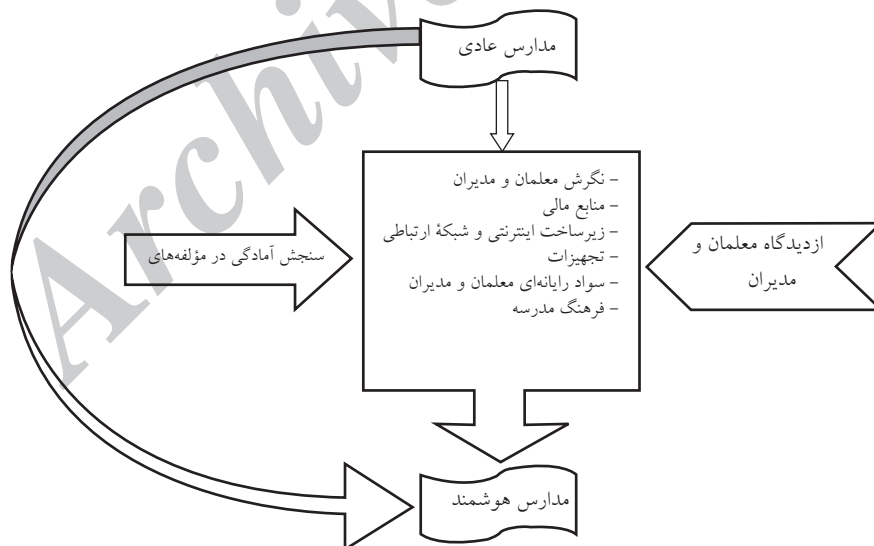 مدارس عادی
- نگرش معلمان و مدیران
- منابع مالی
- زیرساخت اینترنتی و شبکهٔ ارتباطی
- تجهیزات
- سواد رایانه‌ای معلمان و مدیران
- فرهنگ مدرسه
ازدیدگاه معلمان و
مدیران
سنجش آمادگی در مؤلفه‌های
مدارس هوشمند
Archive